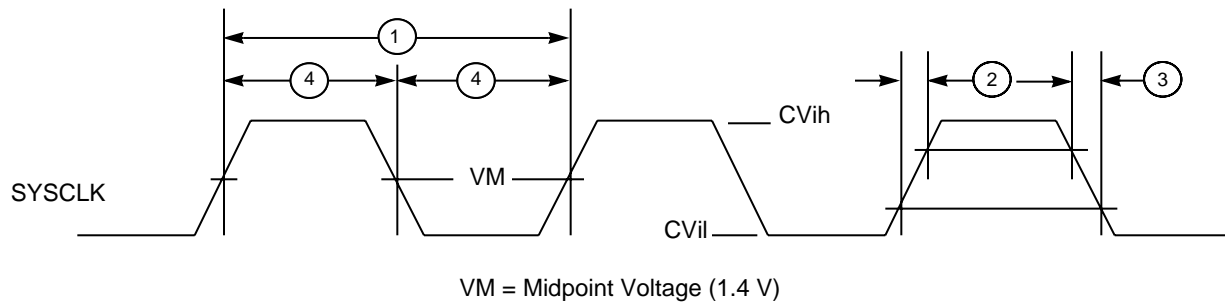 1
4
4
2
3
CVih
VM
SYSCLK
CVil
VM = Midpoint Voltage (1.4 V)